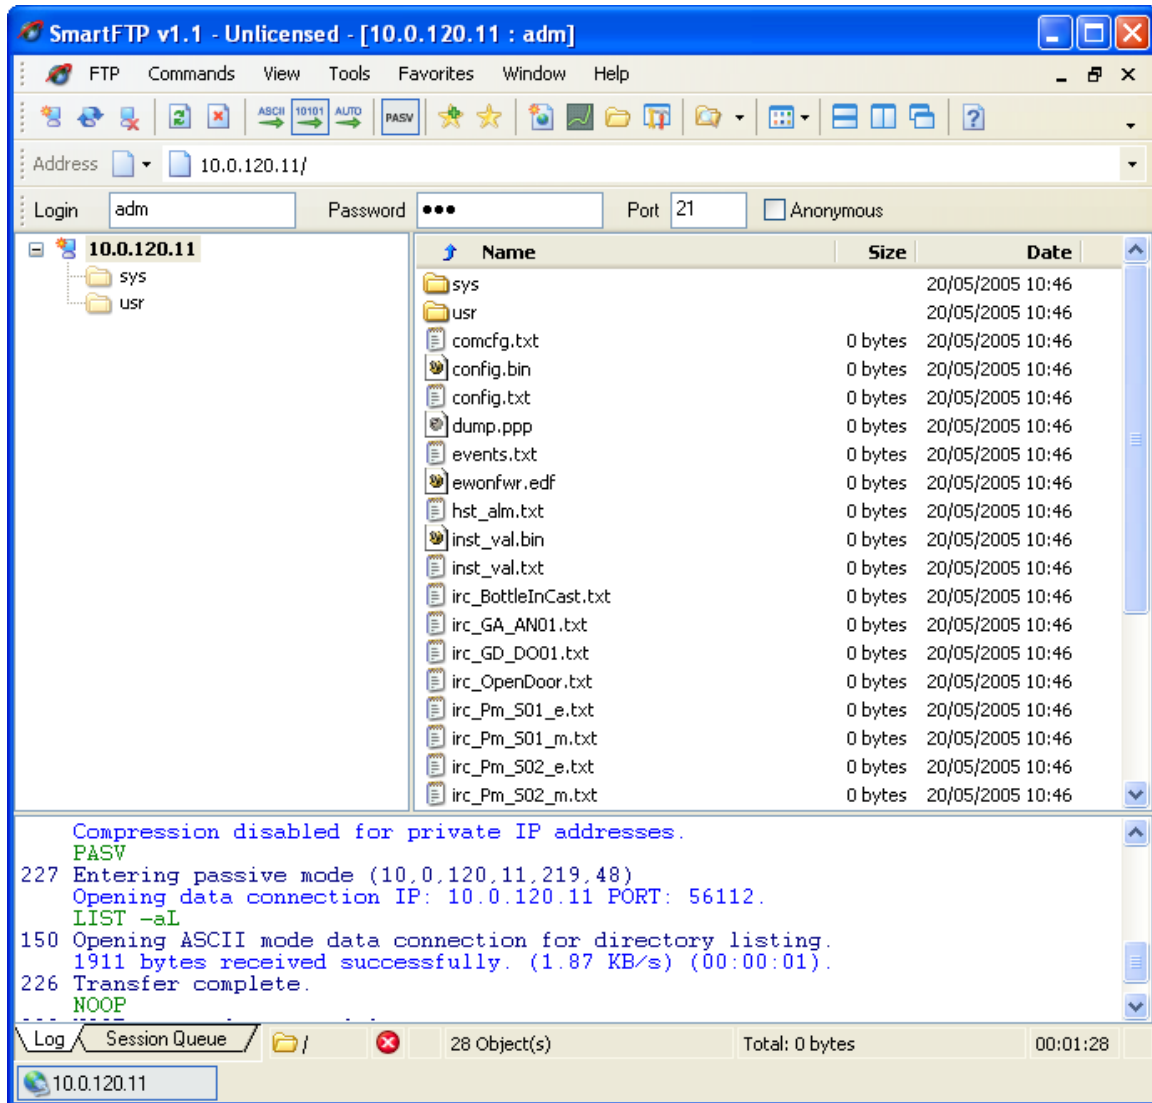 SmartFTP v1.1 - Unlicensed - [10.0.120.11 : adm]
FTP Commands View Tools Favorites Window Help
ASCII 10101 AUTO PASV
Address 10.0.120.11/
Login adm Password ●●● Port 21 Anonymous
10.0.120.11
sys
usr
Name Size Date
sys 20/05/2005 10:46
usr 20/05/2005 10:46
comcfg.txt 0 bytes 20/05/2005 10:46
config.bin 0 bytes 20/05/2005 10:46
config.txt 0 bytes 20/05/2005 10:46
dump.ppp 0 bytes 20/05/2005 10:46
events.txt 0 bytes 20/05/2005 10:46
ewonfwr.edf 0 bytes 20/05/2005 10:46
hst_alm.txt 0 bytes 20/05/2005 10:46
inst_val.bin 0 bytes 20/05/2005 10:46
inst_val.txt 0 bytes 20/05/2005 10:46
irc_BottleInCast.txt 0 bytes 20/05/2005 10:46
irc_GA_AN01.txt 0 bytes 20/05/2005 10:46
irc_GD_DO01.txt 0 bytes 20/05/2005 10:46
irc_OpenDoor.txt 0 bytes 20/05/2005 10:46
irc_Pm_S01_e.txt 0 bytes 20/05/2005 10:46
irc_Pm_S01_m.txt 0 bytes 20/05/2005 10:46
irc_Pm_S02_e.txt 0 bytes 20/05/2005 10:46
irc_Pm_S02_m.txt 0 bytes 20/05/2005 10:46
Compression disabled for private IP addresses.
PASV
227 Entering passive mode (10,0,120,11,219,48)
Opening data connection IP: 10.0.120.11 PORT: 56112.
LIST -aL
150 Opening ASCII mode data connection for directory listing.
1911 bytes received successfully. (1.87 KB/s) (00:00:01).
226 Transfer complete.
NOOP
Log Session Queue / 28 Object(s) Total: 0 bytes 00:01:28
10.0.120.11